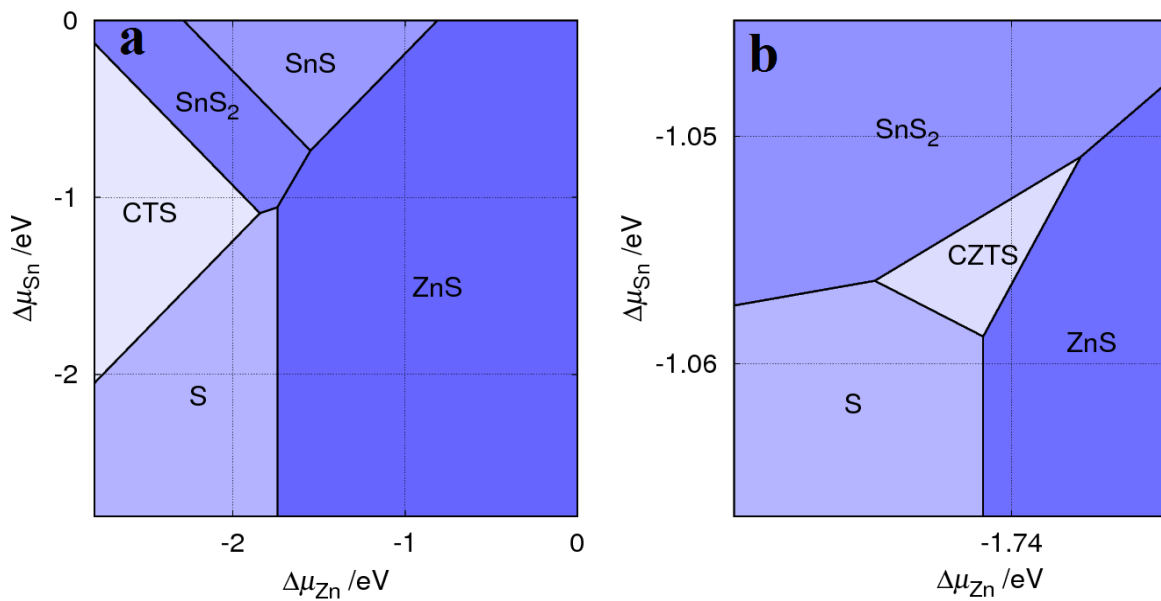 a
0
-1
-2
Δμ_Sn /eV
SnS
SnS₂
CTS
ZnS
S
-2 -1 0
Δμ_Zn /eV
b
-1.05
-1.06
Δμ_Sn /eV
SnS₂
CZTS
ZnS
S
-1.74
Δμ_Zn /eV